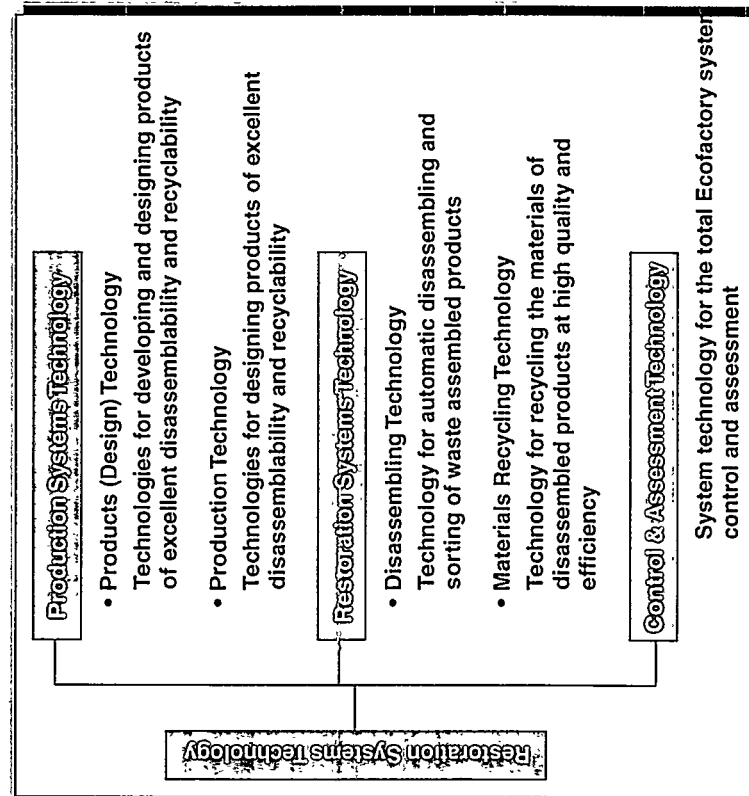 Restoration Systems Technology
Production Systems Technology
• Products (Design) Technology
Technologies for developing and designing products
of excellent disassemblability and recyclability
• Production Technology
Technologies for designing products of excellent
disassemblability and recyclability
Restoration Systems Technology
• Disassembling Technology
Technology for automatic disassembling and
sorting of waste assembled products
• Materials Recycling Technology
Technology for recycling the materials of
disassembled products at high quality and
efficiency
Control & Assessment Technology
System technology for the total Ecofactory system
control and assessment